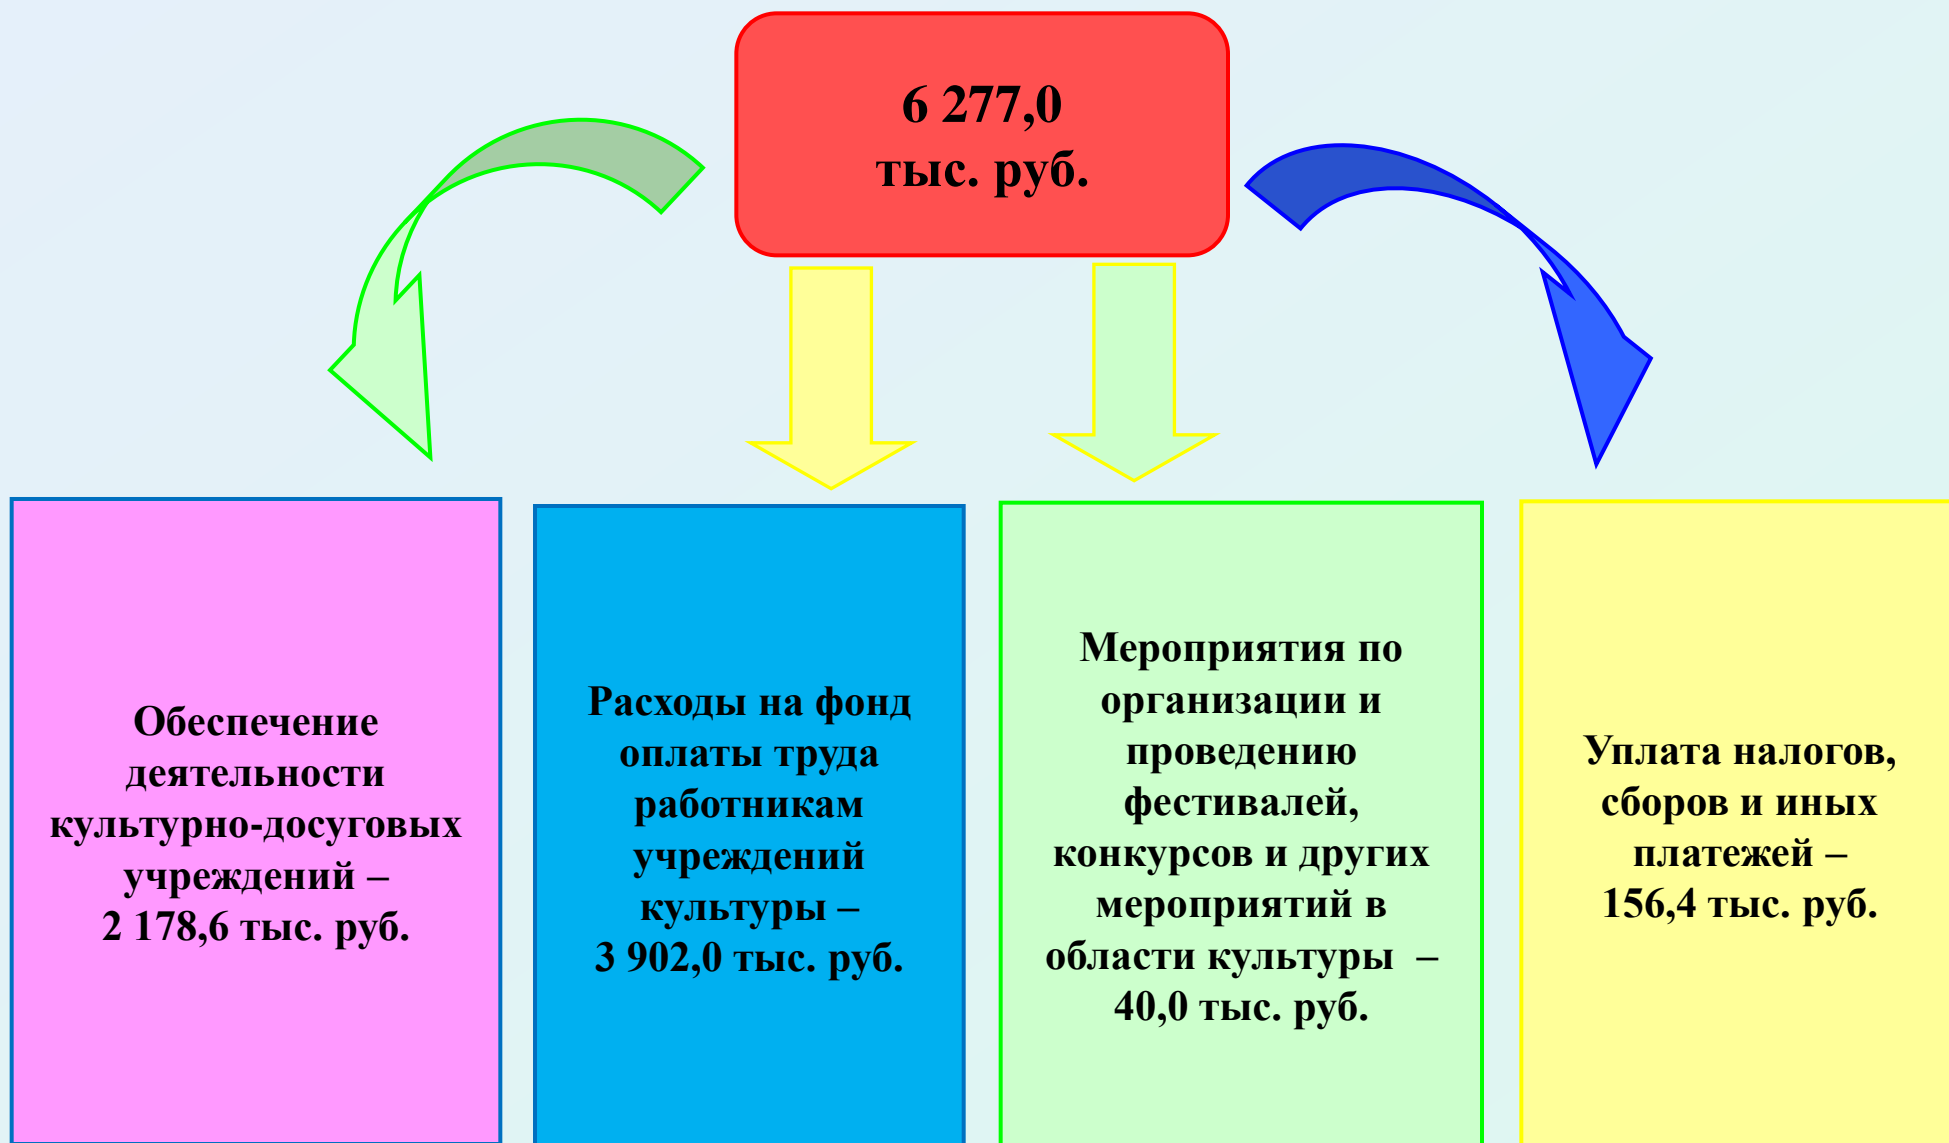 6 277,0
тыс. руб.
Обеспечение
деятельности
культурно-досуговых
учреждений –
2 178,6 тыс. руб.
Расходы на фонд
оплаты труда
работникам
учреждений
культуры –
3 902,0 тыс. руб.
Мероприятия по
организации и
проведению
фестивалей,
конкурсов и других
мероприятий в
области культуры –
40,0 тыс. руб.
Уплата налогов,
сборов и иных
платежей –
156,4 тыс. руб.